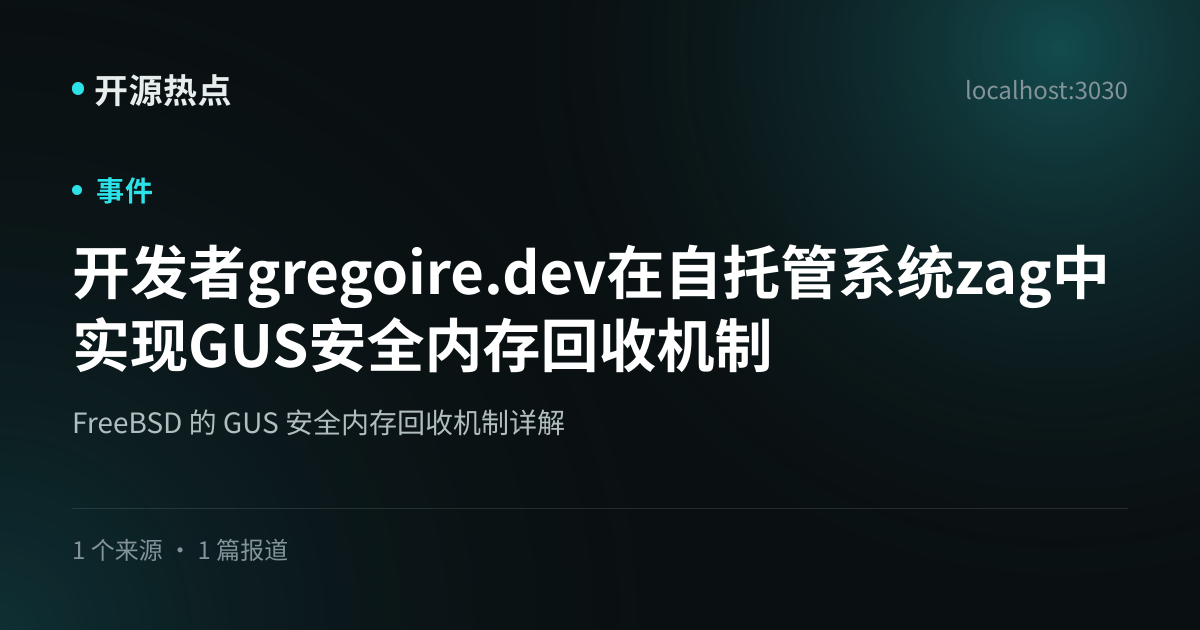 开源热点
localhost:3030
事件
开发者gregoire.dev在自托管系统zag中
实现GUS安全内存回收机制
FreeBSD 的 GUS 安全内存回收机制详解
1 个来源 · 1 篇报道